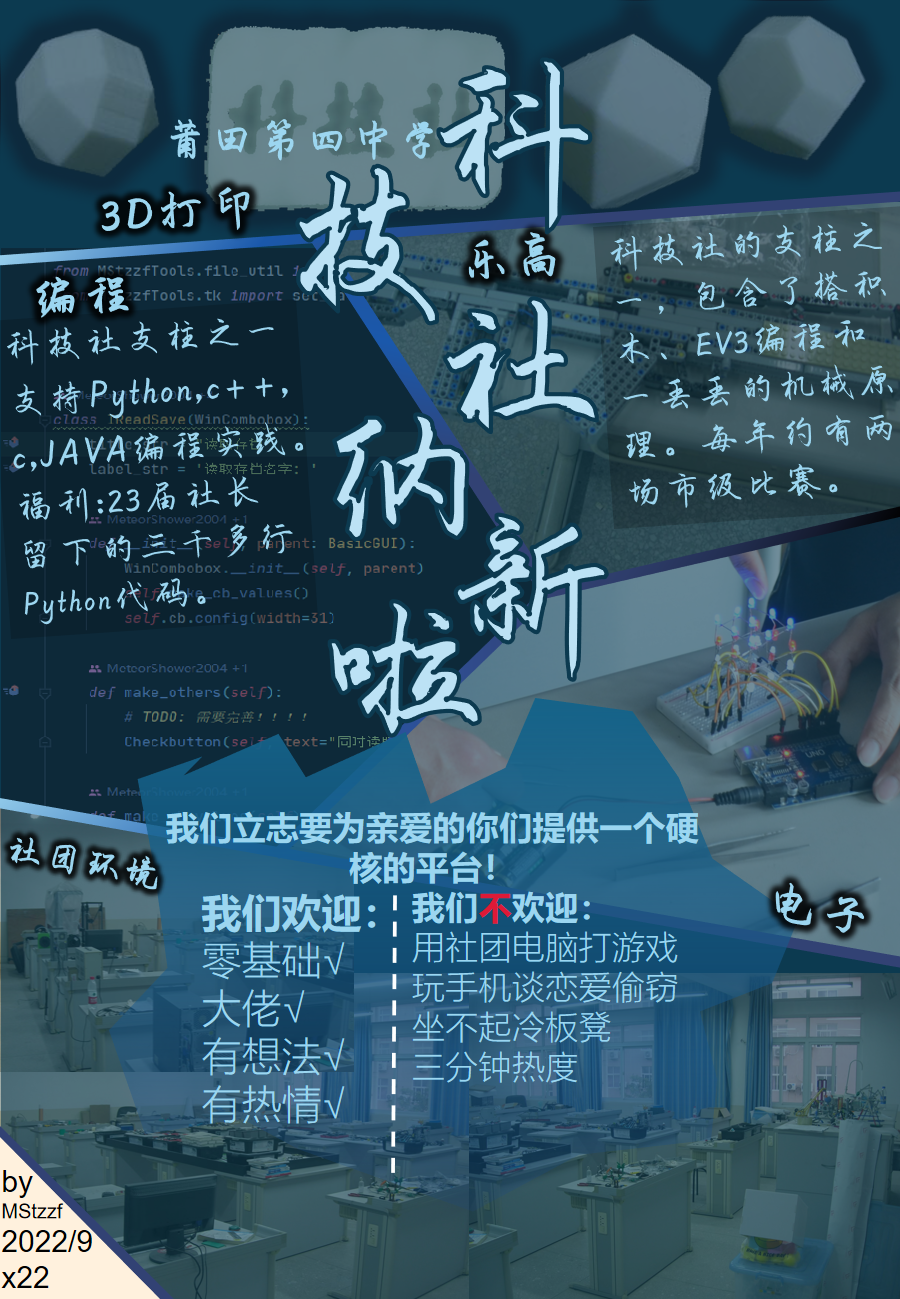 莆田第四中学
科
技
社
纳
新
啦
3D打印
乐高
科技社的支柱之
一，包含了搭积
木、EV3编程和
一丢丢的机械原
理。每年约有两
场市级比赛。
编程
科技社支柱之一
支持Python,c++,
c,JAVA编程实践。
福利:23届社长
留下的三千多行
Python代码。
from MStzzfTools.file_util
zzfTools.tk import
class
ReadSave(WinCombobox):
label_str = '读取存档名字: '
MeteorShower2004 +1
(self, parent: BasicGUI):
WinCombobox.__init__(self, parent)
ke_cb_values()
self.cb.config(width=31)
MeteorShower2004 +1
def make_others(self):
# TODO: 需要完善！！！！
Checkbutton(self, text="同时读
MeteorShower2004 +1
社团环境
电子
UNO
我们立志要为亲爱的你们提供一个硬
核的平台！
我们欢迎：
零基础√
大佬√
有想法√
有热情√
我们不欢迎：
用社团电脑打游戏
玩手机谈恋爱偷窃
坐不起冷板凳
三分钟热度
by
MStzzf
2022/9
x22